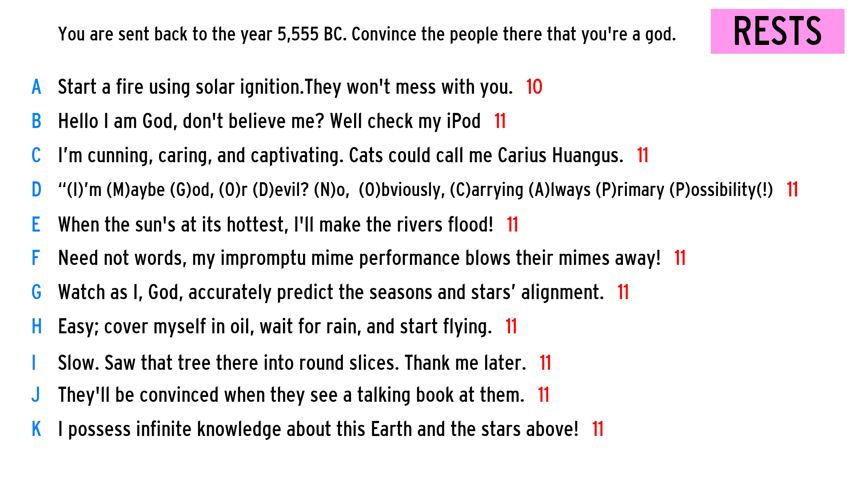 You are sent back to the year 5,555 BC. Convince the people there that you're a god.
RESTS
A Start a fire using solar ignition.They won't mess with you. 10
B Hello I am God, don't believe me? Well check my iPod 11
C I’m cunning, caring, and captivating. Cats could call me Carius Huangus. 11
D “(I)’m (M)aybe (G)od, (O)r (D)evil? (N)o, (O)bviously, (C)arrying (A)lways (P)rimary (P)ossibility(!) 11
E When the sun's at its hottest, I'll make the rivers flood! 11
F Need not words, my impromptu mime performance blows their mimes away! 11
G Watch as I, God, accurately predict the seasons and stars’ alignment. 11
H Easy; cover myself in oil, wait for rain, and start flying. 11
I Slow. Saw that tree there into round slices. Thank me later. 11
J They'll be convinced when they see a talking book at them. 11
K I possess infinite knowledge about this Earth and the stars above! 11